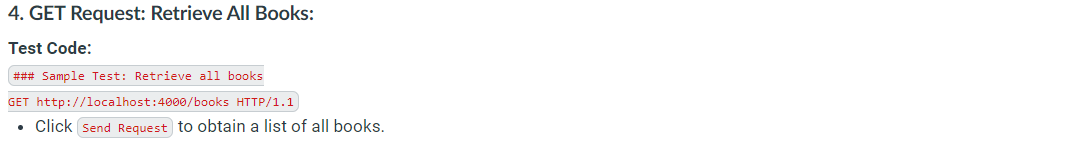 4. GET Request: Retrieve All Books:
Test Code:
### Sample Test: Retrieve all books
GET http://localhost:4000/books HTTP/1.1
• Click Send Request to obtain a list of all books.